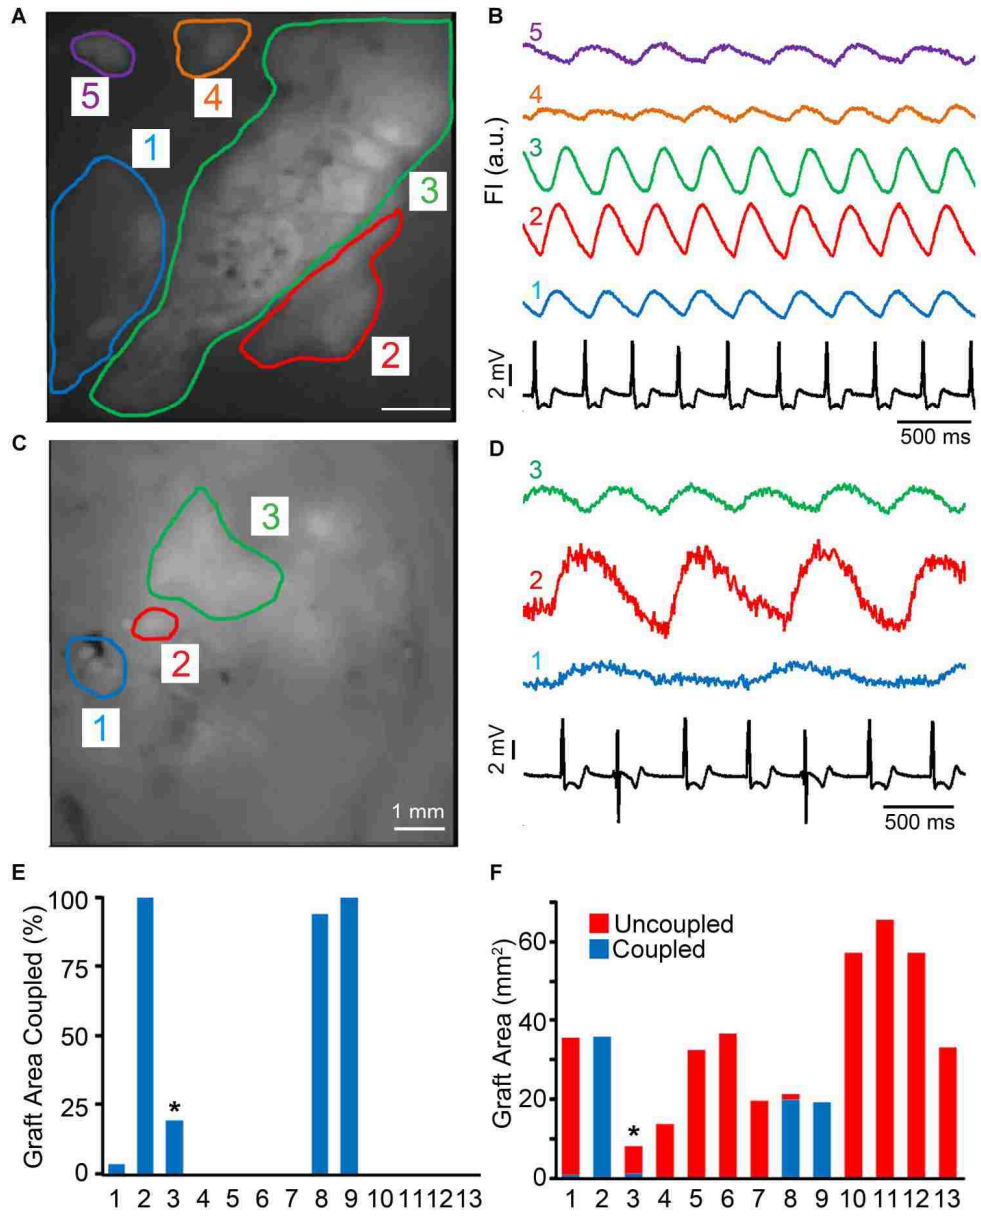 A
5
4
1
3
2
B
5
4
3
2
1
FI (a.u.)
2 mV
500 ms
C
3
2
1
1 mm
D
3
2
1
2 mV
500 ms
E
Graft Area Coupled (%)
100
75
50
25
0
*
1 2 3 4 5 6 7 8 9 10 11 12 13
F
Graft Area (mm²)
60
40
20
0
Uncoupled
Coupled
*
1 2 3 4 5 6 7 8 9 10 11 12 13